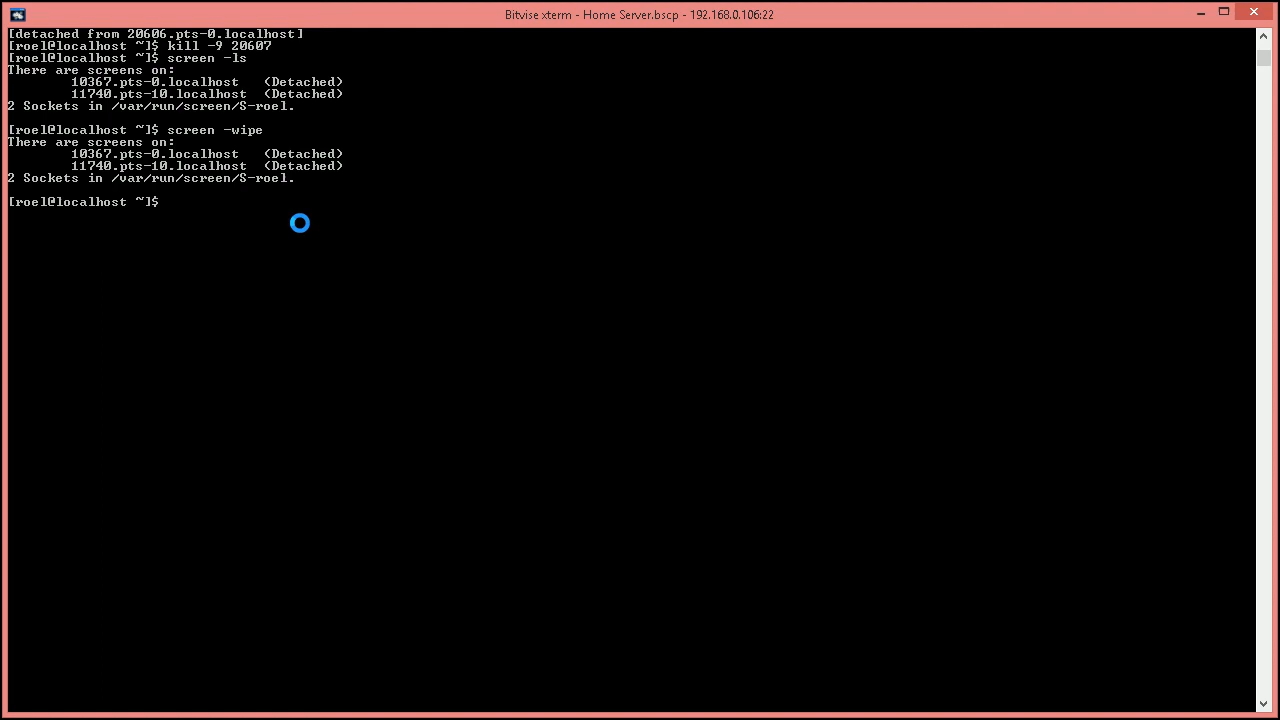 Bitvise xterm - Home Server.bscp - 192.168.0.106:22
[detached from 20606.pts-0.localhost]
[roel@localhost ~]$ kill -9 20607
[roel@localhost ~]$ screen -ls
There are screens on:
10367.pts-0.localhost (Detached)
11740.pts-10.localhost (Detached)
2 Sockets in /var/run/screen/S-roel.
[roel@localhost ~]$ screen -wipe
There are screens on:
10367.pts-0.localhost (Detached)
11740.pts-10.localhost (Detached)
2 Sockets in /var/run/screen/S-roel.
[roel@localhost ~]$